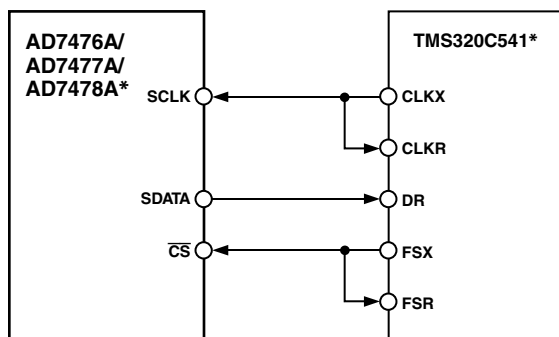 AD7476A/
AD7477A/
AD7478A*
TMS320C541*
SCLK
CLKX
CLKR
SDATA
DR
CS
FSX
FSR